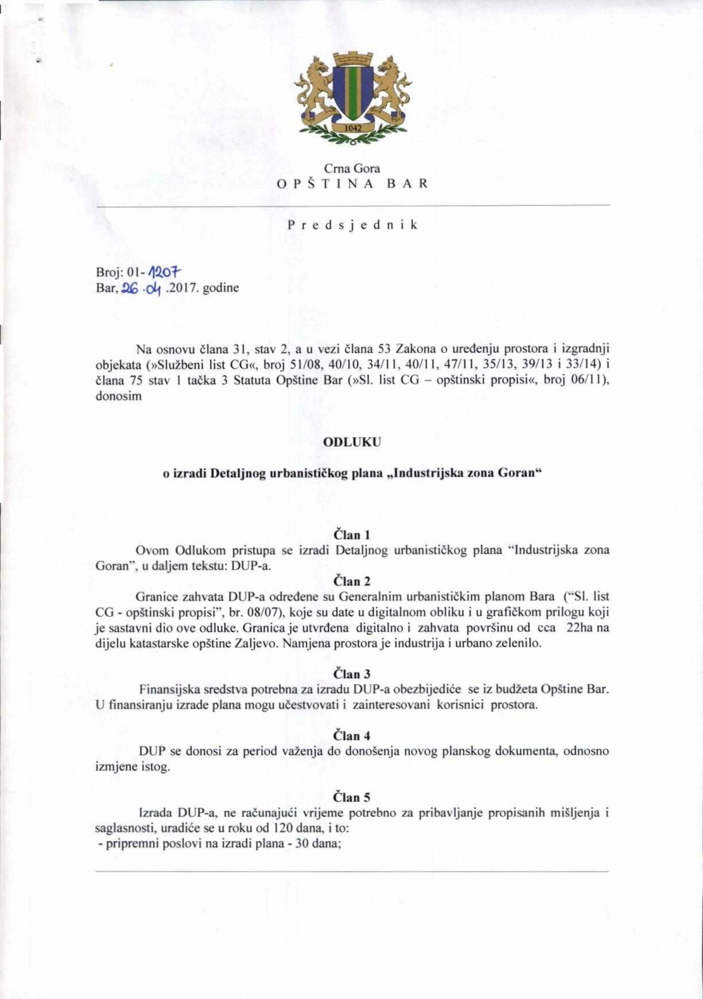 1042
Crna Gora
OPŠTINA BAR
Predsjednik
Broj: 01-1207
Bar, 26.04.2017. godine
Na osnovu člana 31, stav 2, a u vezi člana 53 Zakona o uređenju prostora i izgradnji
objekata (»Službeni list CG«, broj 51/08, 40/10, 34/11, 40/11, 47/11, 35/13, 39/13 i 33/14) i
člana 75 stav 1 tačka 3 Statuta Opštine Bar (»Sl. list CG – opštinski propisi«, broj 06/11),
donosim
ODLUKU
o izradi Detaljnog urbanističkog plana „Industrijska zona Goran“
Član 1
Ovom Odlukom pristupa se izradi Detaljnog urbanističkog plana “Industrijska zona
Goran”, u daljem tekstu: DUP-a.
Član 2
Granice zahvata DUP-a određene su Generalnim urbanističkim planom Bara (“Sl. list
CG - opštinski propisi”, br. 08/07), koje su date u digitalnom obliku i u grafičkom prilogu koji
je sastavni dio ove odluke. Granica je utvrđena digitalno i zahvata površinu od cca 22ha na
dijelu katastarske opštine Zaljevo. Namjena prostora je industrija i urbano zelenilo.
Član 3
Finansijska sredstva potrebna za izradu DUP-a obezbijediće se iz budžeta Opštine Bar.
U finansiranju izrade plana mogu učestvovati i zainteresovani korisnici prostora.
Član 4
DUP se donosi za period važenja do donošenja novog planskog dokumenta, odnosno
izmjene istog.
Član 5
Izrada DUP-a, ne računajući vrijeme potrebno za pribavljanje propisanih mišljenja i
saglasnosti, uradiće se u roku od 120 dana, i to:
- pripremni poslovi na izradi plana - 30 dana;